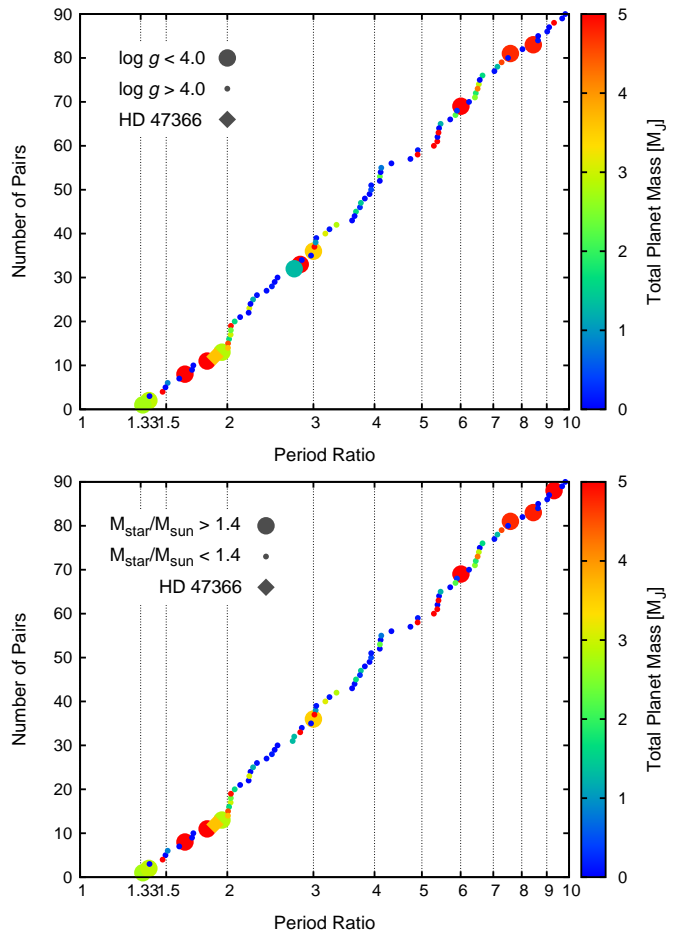 90
80
70
60
50
40
30
20
10
0
Number of Pairs
log g < 4.0
log g > 4.0
HD 47366
1 1.33 1.5 2 3 4 5 6 7 8 9 10
Period Ratio
5
4
3
2
1
0
Total Planet Mass [MJ]
90
80
70
60
50
40
30
20
10
0
Number of Pairs
Mstar/Msun > 1.4
Mstar/Msun < 1.4
HD 47366
1 1.33 1.5 2 3 4 5 6 7 8 9 10
Period Ratio
5
4
3
2
1
0
Total Planet Mass [MJ]